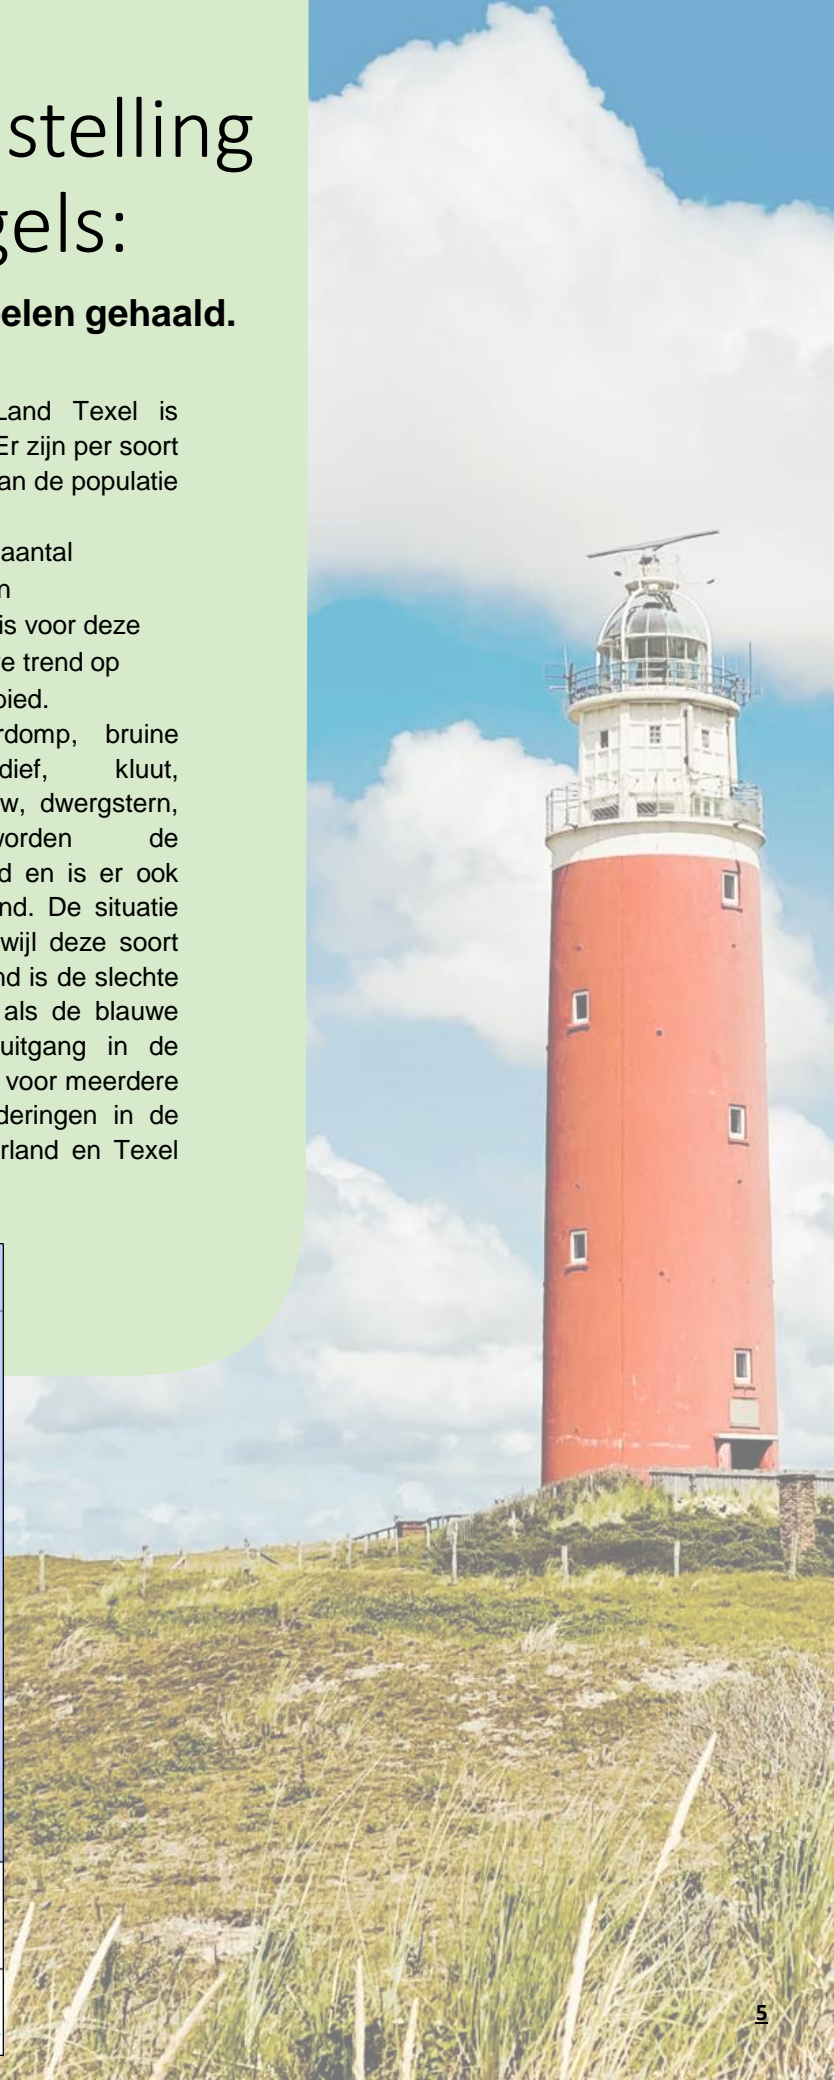 stelling
gels:
elen gehaald.
Land Texel is
Er zijn per soort
an de populatie
aantal
n
is voor deze
e trend op
bied.
rdomp, bruine
dief, kluut,
w, dwergstern,
worden de
d en is er ook
nd. De situatie
wijl deze soort
nd is de slechte
als de blauwe
uitgang in de
voor meerdere
deringen in de
rland en Texel
5